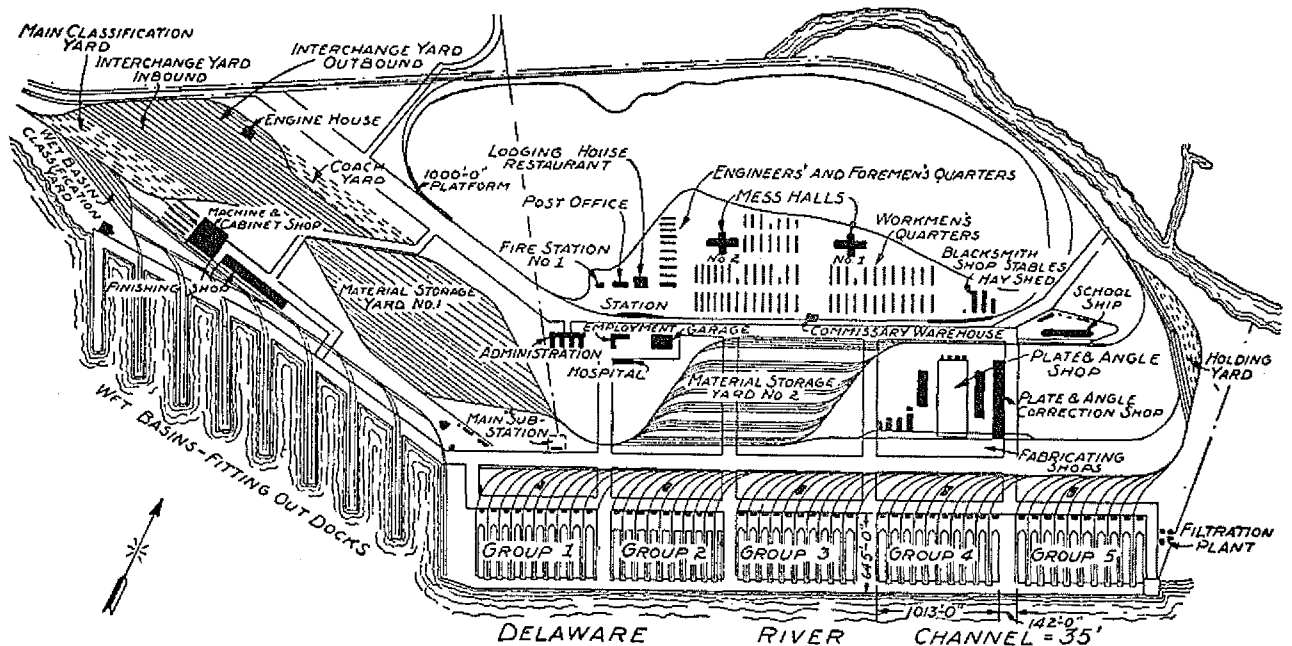 MAIN CLASSIFICATION
YARD
INTERCHANGE YARD
INBOUND
INTERCHANGE YARD
OUTBOUND
ENGINE HOUSE
WET BASIN
CLASSIFICATION
YARD
COACH
YARD
1000'-0"
PLATFORM
LODGING HOUSE
RESTAURANT
POST OFFICE
FIRE STATION
NO 1
ENGINEERS' AND FOREMEN'S QUARTERS
MESS HALLS
NO 2
NO 1
WORKMEN'S
QUARTERS
BLACKSMITH
SHOP STABLES
HAY SHED
SCHOOL
SHIP
MACHINE &
CABINET SHOP
FINISHING SHOP
MATERIAL STORAGE
YARD NO.1
STATION
EMPLOYMENT
GARAGE
COMMISSARY WAREHOUSE
ADMINISTRATION
HOSPITAL
MATERIAL STORAGE
YARD NO 2
PLATE & ANGLE
SHOP
PLATE & ANGLE
CORRECTION SHOP
HOLDING
YARD
MAIN SUB-
STATION
FABRICATING
SHOPS
WET BASINS-FITTING OUT DOCKS
GROUP 1
GROUP 2
GROUP 3
GROUP 4
GROUP 5
645'-0"
FILTRATION
PLANT
1013'-0"
142'-0"
DELAWARE RIVER CHANNEL = 35'